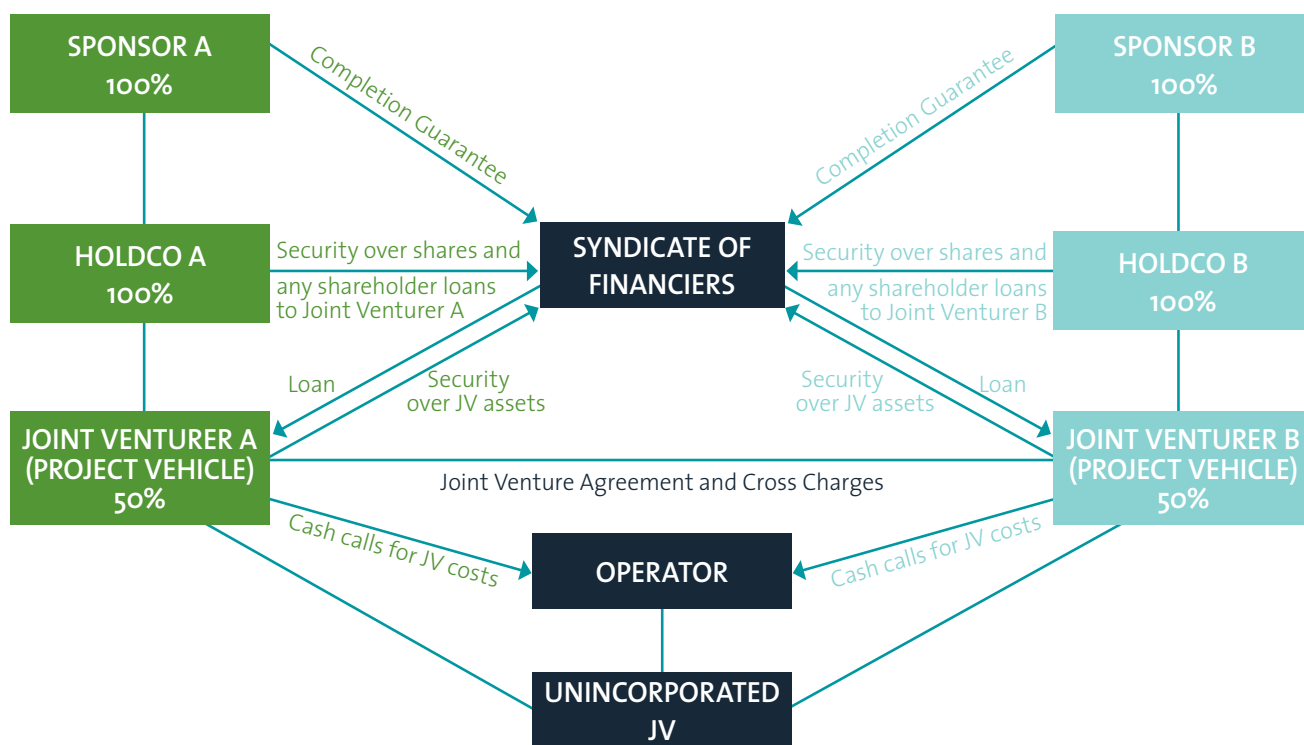 SPONSOR A
100%
Completion Guarantee
Completion Guarantee
SPONSOR B
100%
HOLDCO A
100%
Security over shares and
any shareholder loans
to Joint Venturer A
SYNDICATE OF
FINANCIERS
Security over shares and
any shareholder loans
to Joint Venturer B
HOLDCO B
100%
Loan
Security
over JV assets
Security
over JV assets
Loan
JOINT VENTURER A
(PROJECT VEHICLE)
50%
Joint Venture Agreement and Cross Charges
JOINT VENTURER B
(PROJECT VEHICLE)
50%
Cash calls for JV costs
OPERATOR
Cash calls for JV costs
UNINCORPORATED
JV